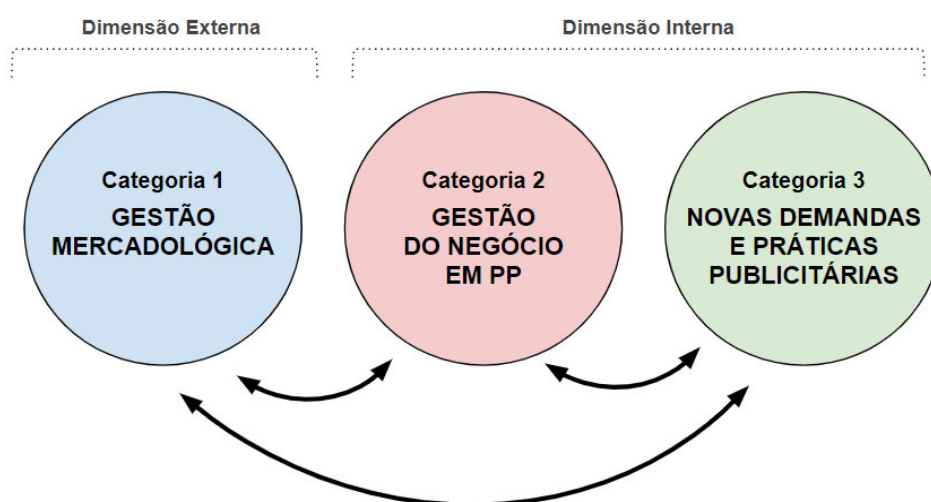 Dimensão Externa
Dimensão Interna
Categoria 1
GESTÃO
MERCADOLÓGICA
Categoria 2
GESTÃO
DO NEGÓCIO
EM PP
Categoria 3
NOVAS DEMANDAS
E PRÁTICAS
PUBLICITÁRIAS